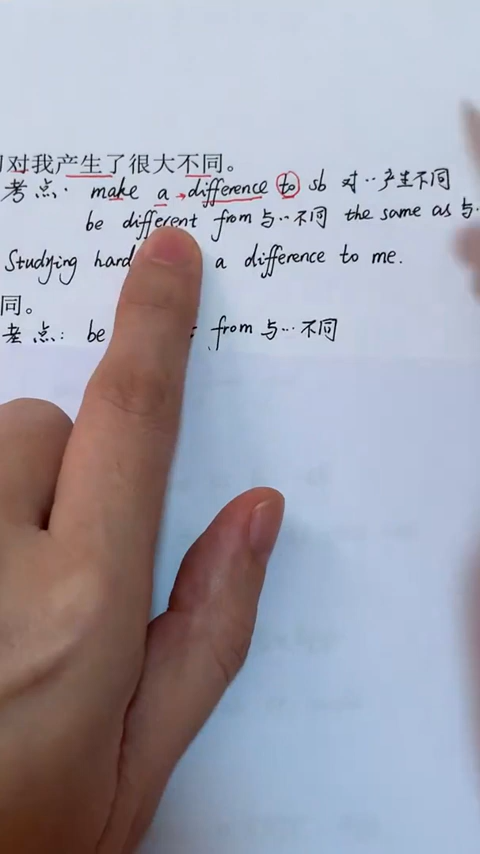 对我产生了很大不同。
考点: make a → difference to sb 对··产生不同
be different from 与··不同 the same as 与··
Studying hard a difference to me.
同。
考点: be from 与…不同